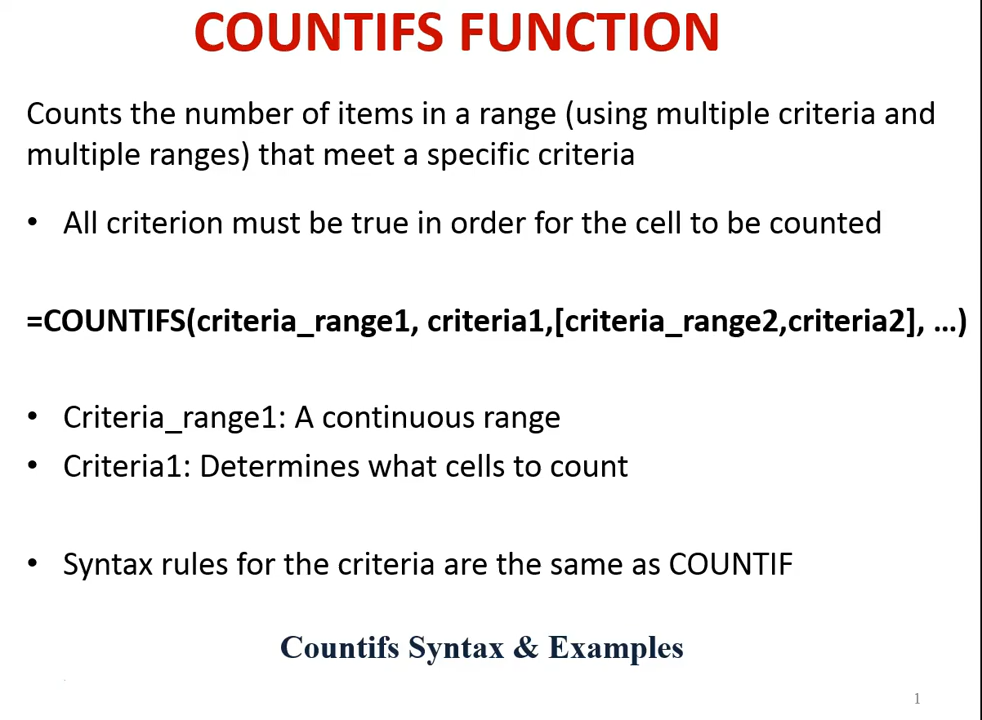 COUNTIFS FUNCTION
Counts the number of items in a range (using multiple criteria and
multiple ranges) that meet a specific criteria
• All criterion must be true in order for the cell to be counted
=COUNTIFS(criteria_range1, criteria1,[criteria_range2,criteria2], …)
• Criteria_range1: A continuous range
• Criteria1: Determines what cells to count
• Syntax rules for the criteria are the same as COUNTIF
Countifs Syntax & Examples
1